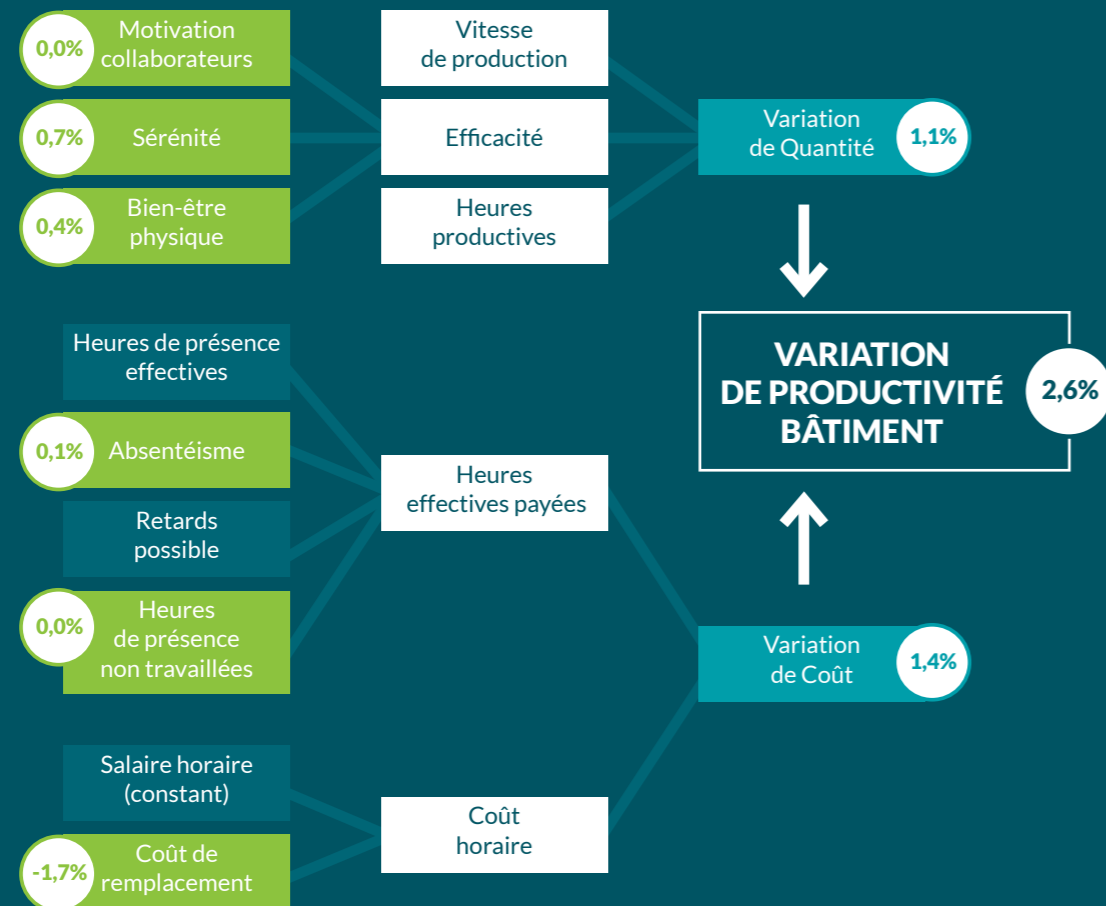 0,0%
Motivation
collaborateurs
Vitesse
de production
0,7%
Sérénité
Efficacité
Variation
de Quantité
1,1%
0,4%
Bien-être
physique
Heures
productives
Heures de présence
effectives
VARIATION
DE PRODUCTIVITÉ
BÂTIMENT
2,6%
0,1%
Absentéisme
Heures
effectives payées
Retards
possible
0,0%
Heures
de présence
non travaillées
Variation
de Coût
1,4%
Salaire horaire
(constant)
Coût
horaire
-1,7%
Coût de
remplacement